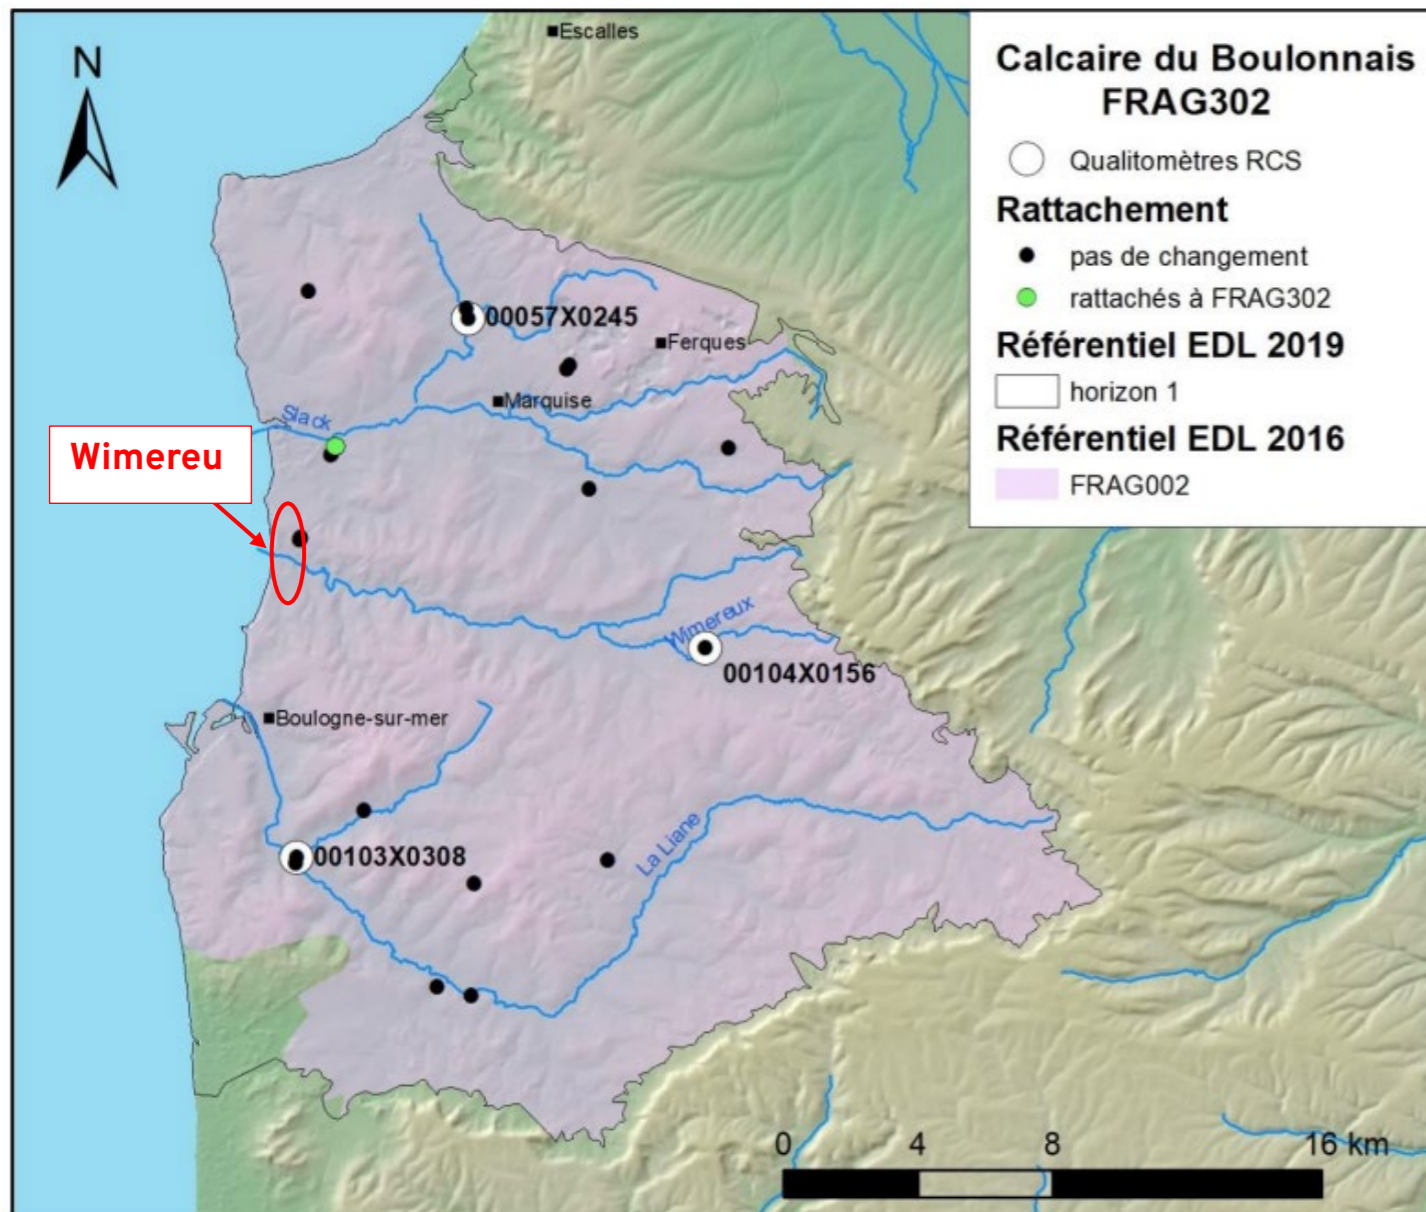 Escalles
N
Calcaire du Boulonnais
FRAG302
Qualitomètres RCS
Rattachement
pas de changement
rattachés à FRAG302
Référentiel EDL 2019
horizon 1
Référentiel EDL 2016
FRAG002
00057X0245
Ferques
Marquise
Slack
Wimereu
Wimereux
00104X0156
Boulogne-sur-mer
La Liane
00103X0308
0 4 8 16 km